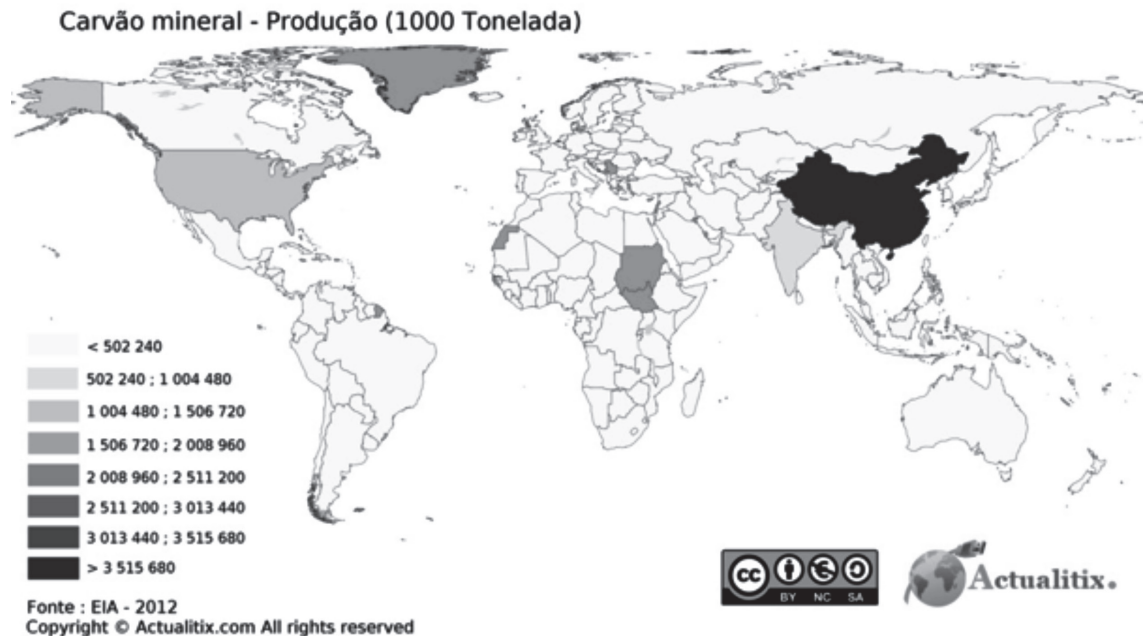 Carvão mineral - Produção (1000 Tonelada)
< 502 240
502 240 ; 1 004 480
1 004 480 ; 1 506 720
1 506 720 ; 2 008 960
2 008 960 ; 2 511 200
2 511 200 ; 3 013 440
3 013 440 ; 3 515 680
> 3 515 680
cc
BY NC SA
Actualitix.
Fonte : EIA - 2012
Copyright © Actualitix.com All rights reserved